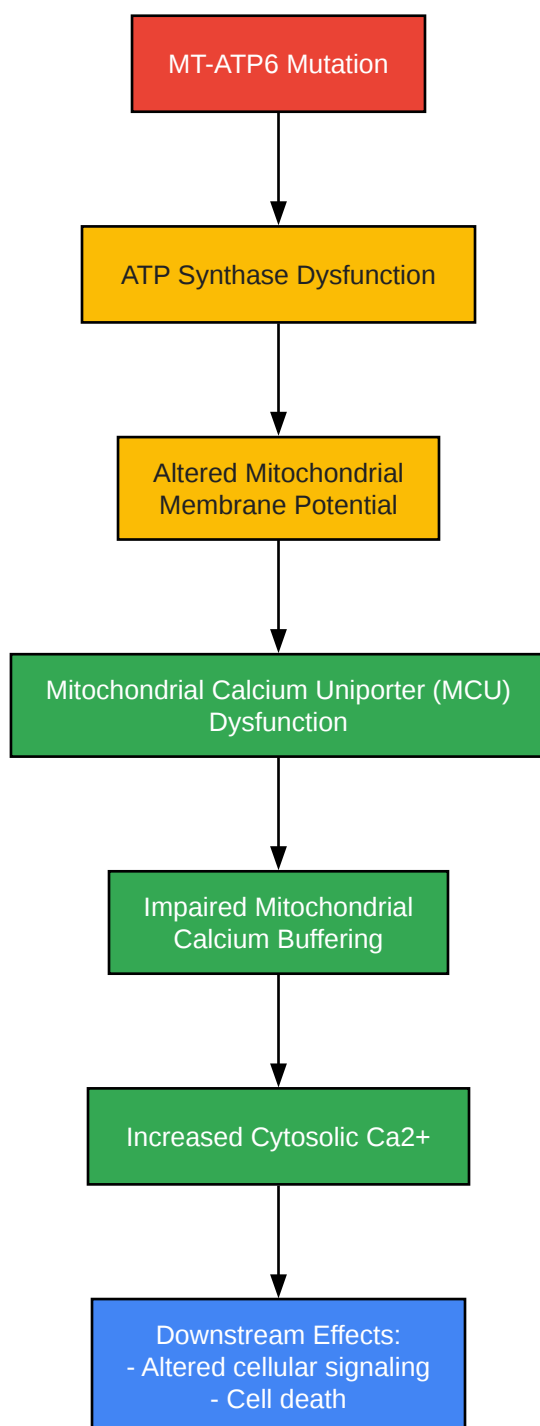 MT-ATP6 Mutation
ATP Synthase Dysfunction
Altered Mitochondrial
Membrane Potential
Mitochondrial Calcium Uniporter (MCU)
Dysfunction
Impaired Mitochondrial
Calcium Buffering
Increased Cytosolic Ca2+
Downstream Effects:
- Altered cellular signaling
- Cell death